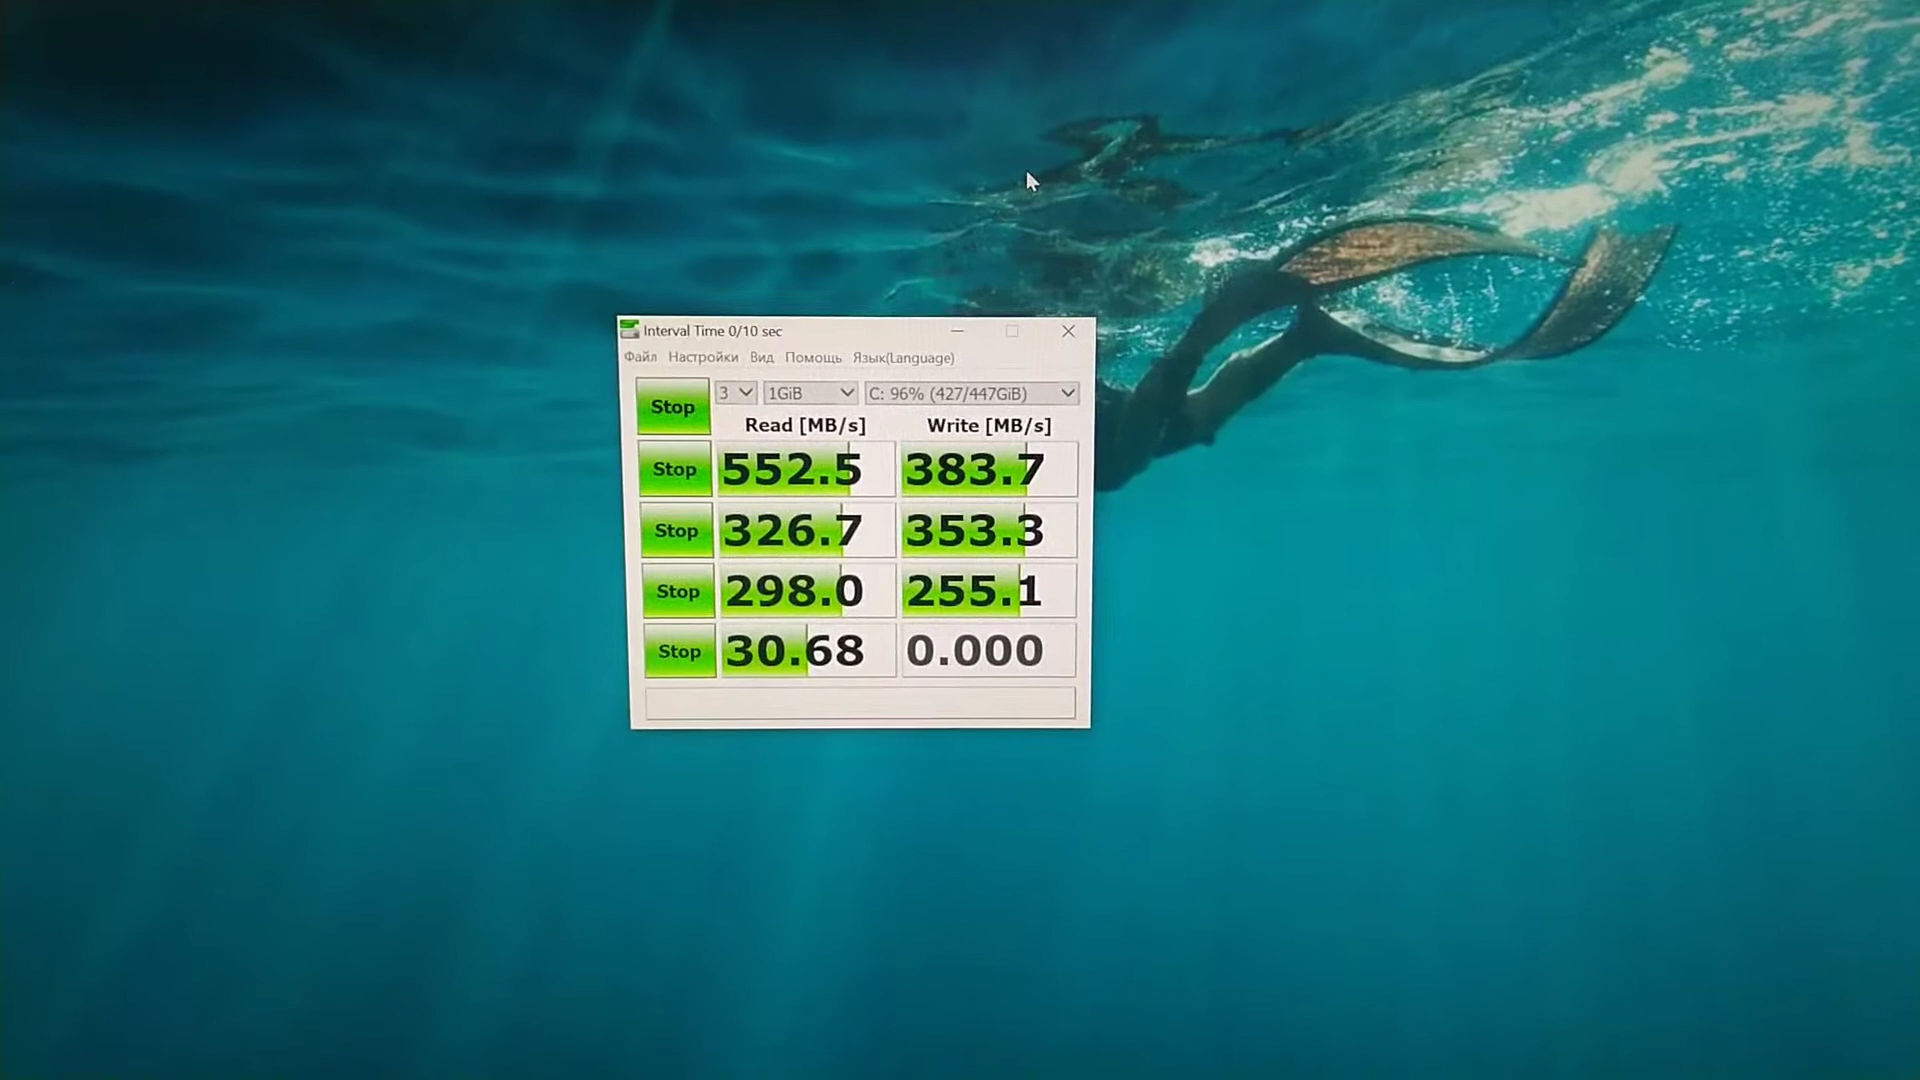 Interval Time 0/10 sec
Файл Настройки Вид Помощь Язык(Language)
Stop 3 1GiB C: 96% (427/447GiB)
Read [MB/s] Write [MB/s]
Stop 552.5 383.7
Stop 326.7 353.3
Stop 298.0 255.1
Stop 30.68 0.000